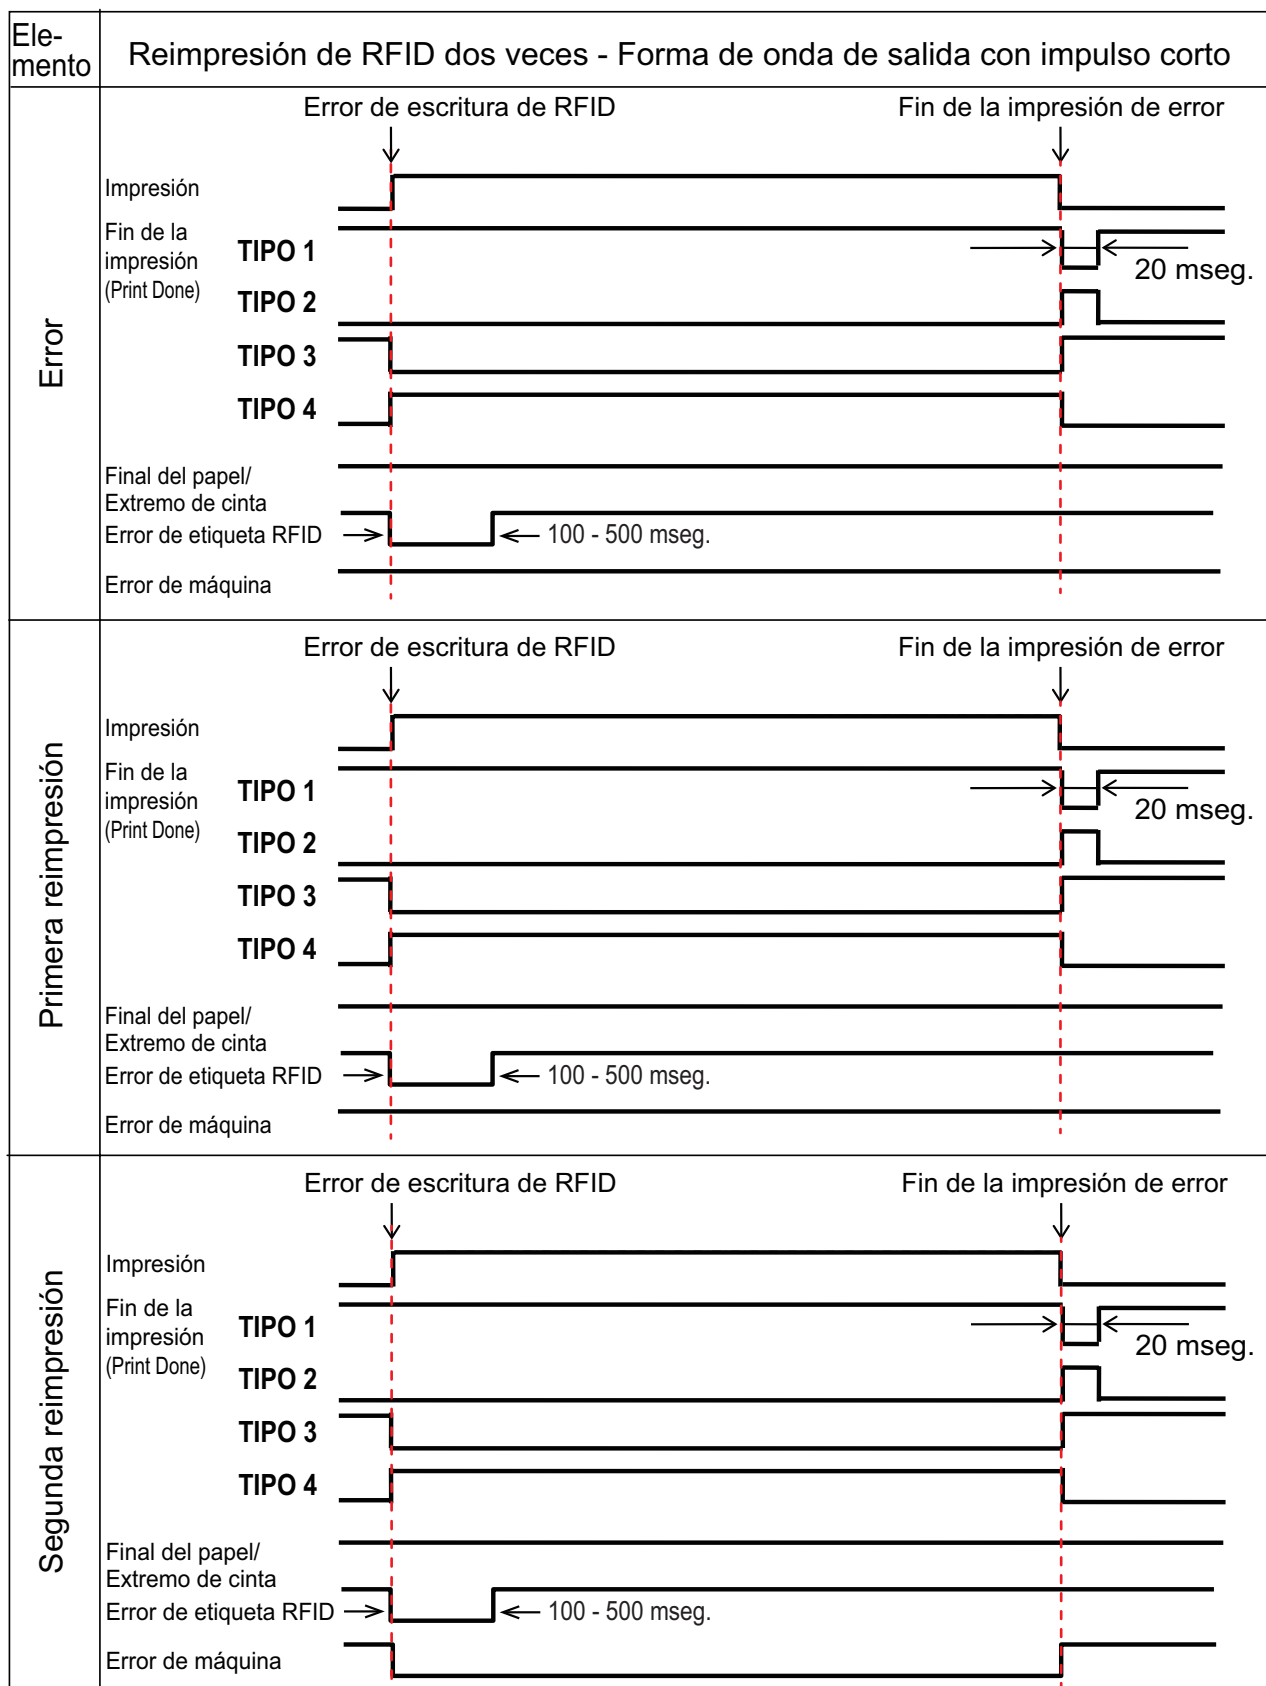 Ele-
mento
Reimpresión de RFID dos veces - Forma de onda de salida con impulso corto
Error
Error de escritura de RFID
Fin de la impresión de error
Impresión
Fin de la
impresión
(Print Done)
TIPO 1
20 mseg.
TIPO 2
TIPO 3
TIPO 4
Final del papel/
Extremo de cinta
Error de etiqueta RFID
100 - 500 mseg.
Error de máquina
Primera reimpresión
Error de escritura de RFID
Fin de la impresión de error
Impresión
Fin de la
impresión
(Print Done)
TIPO 1
20 mseg.
TIPO 2
TIPO 3
TIPO 4
Final del papel/
Extremo de cinta
Error de etiqueta RFID
100 - 500 mseg.
Error de máquina
Segunda reimpresión
Error de escritura de RFID
Fin de la impresión de error
Impresión
Fin de la
impresión
(Print Done)
TIPO 1
20 mseg.
TIPO 2
TIPO 3
TIPO 4
Final del papel/
Extremo de cinta
Error de etiqueta RFID
100 - 500 mseg.
Error de máquina